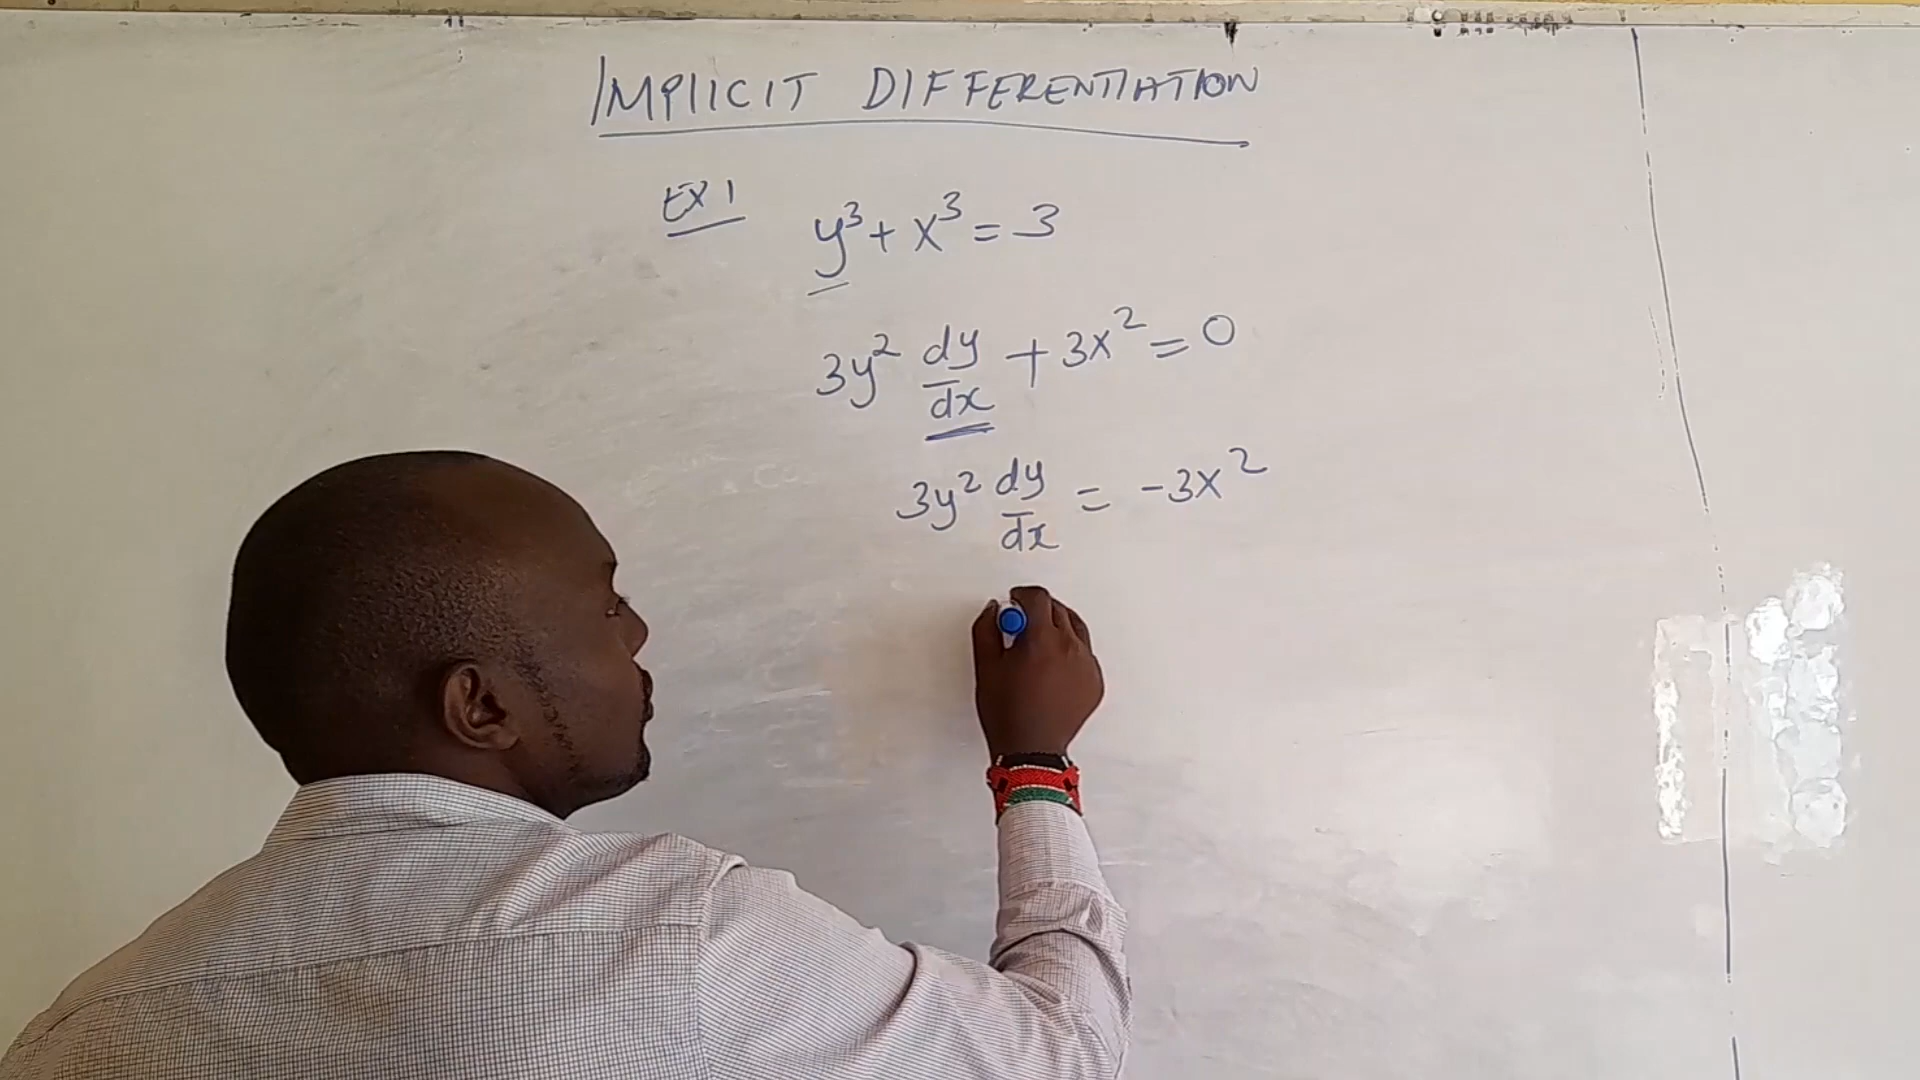 IMPLICIT DIFFERENTIATION
EX 1 y³ + x³ = 3
3y² dy/dx + 3x² = 0
3y² dy/dx = -3x²